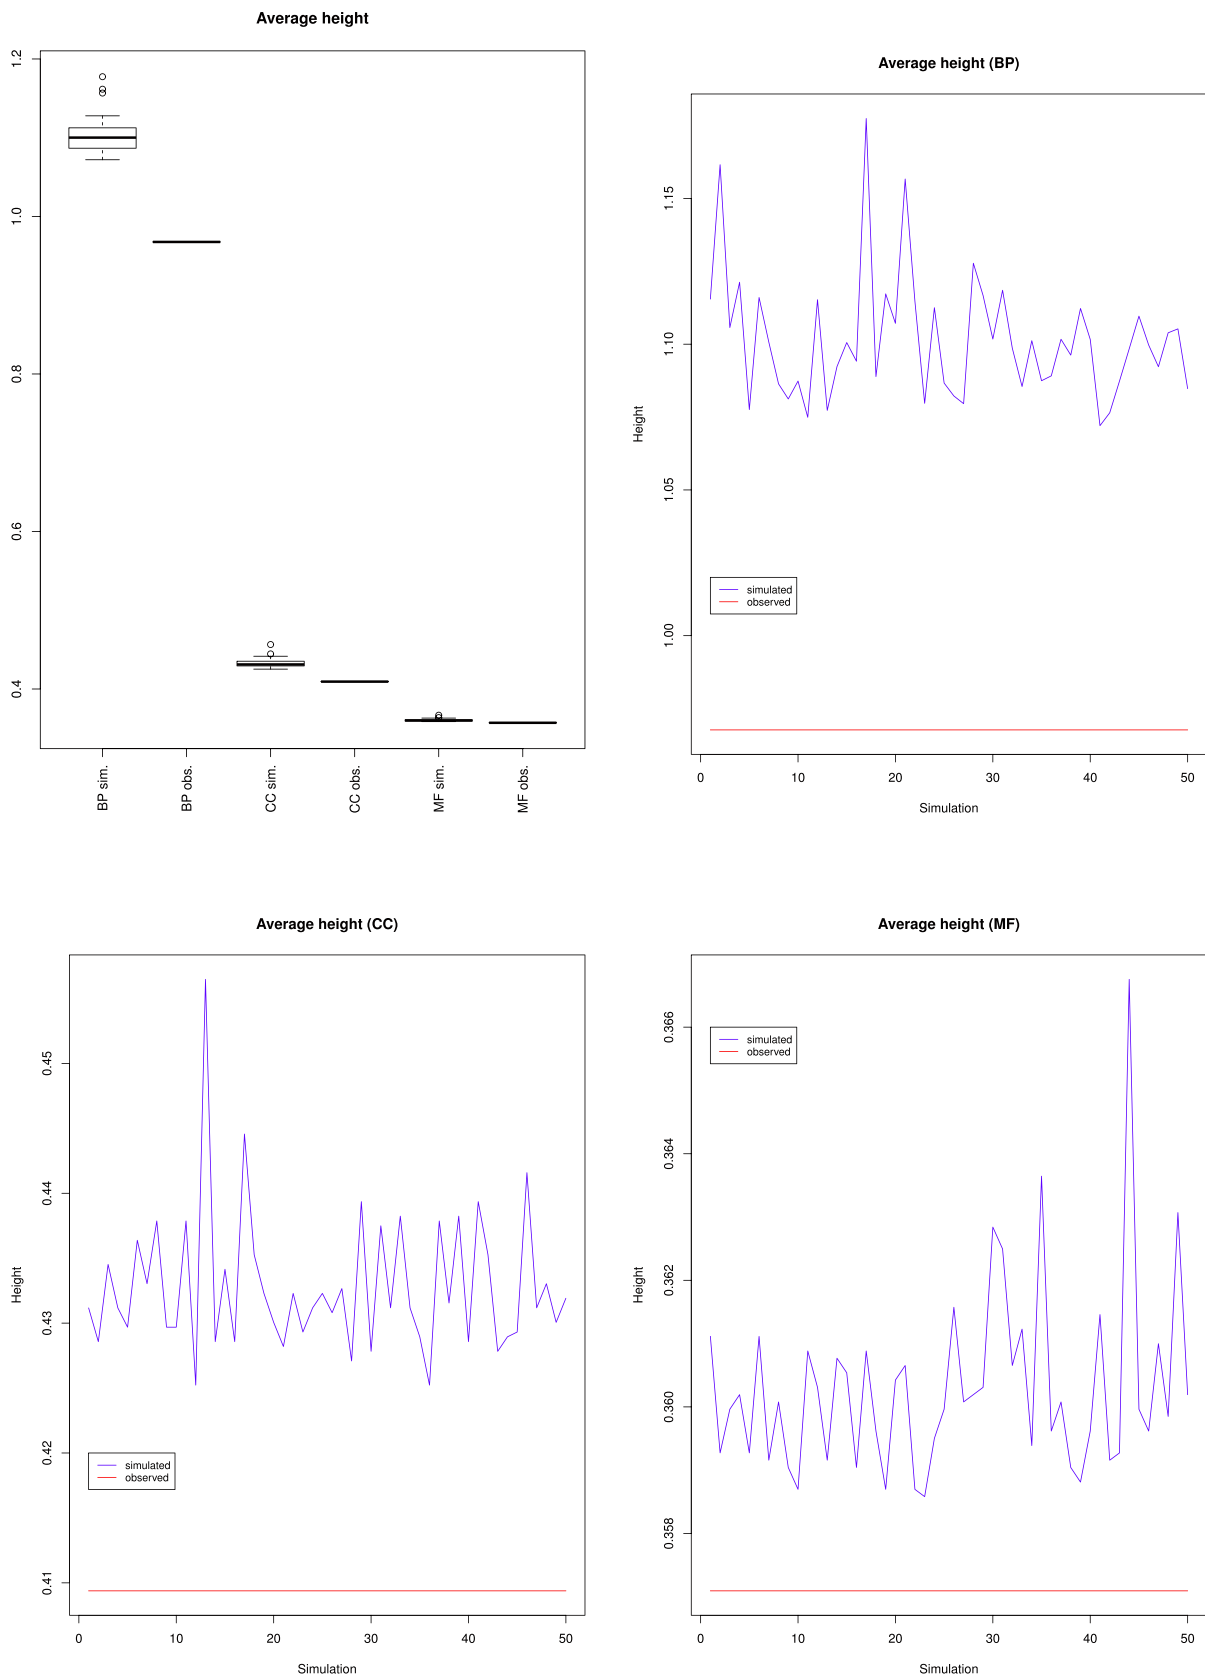 Average height
1.2
1.0
0.8
0.6
0.4
BP sim.
BP obs.
CC sim.
CC obs.
MF sim.
MF obs.
Average height (BP)
Height
1.15
1.10
1.05
1.00
simulated
observed
0 10 20 30 40 50
Simulation
Average height (CC)
Height
0.45
0.44
0.43
0.42
0.41
simulated
observed
0 10 20 30 40 50
Simulation
Average height (MF)
Height
0.366
0.364
0.362
0.360
0.358
simulated
observed
0 10 20 30 40 50
Simulation